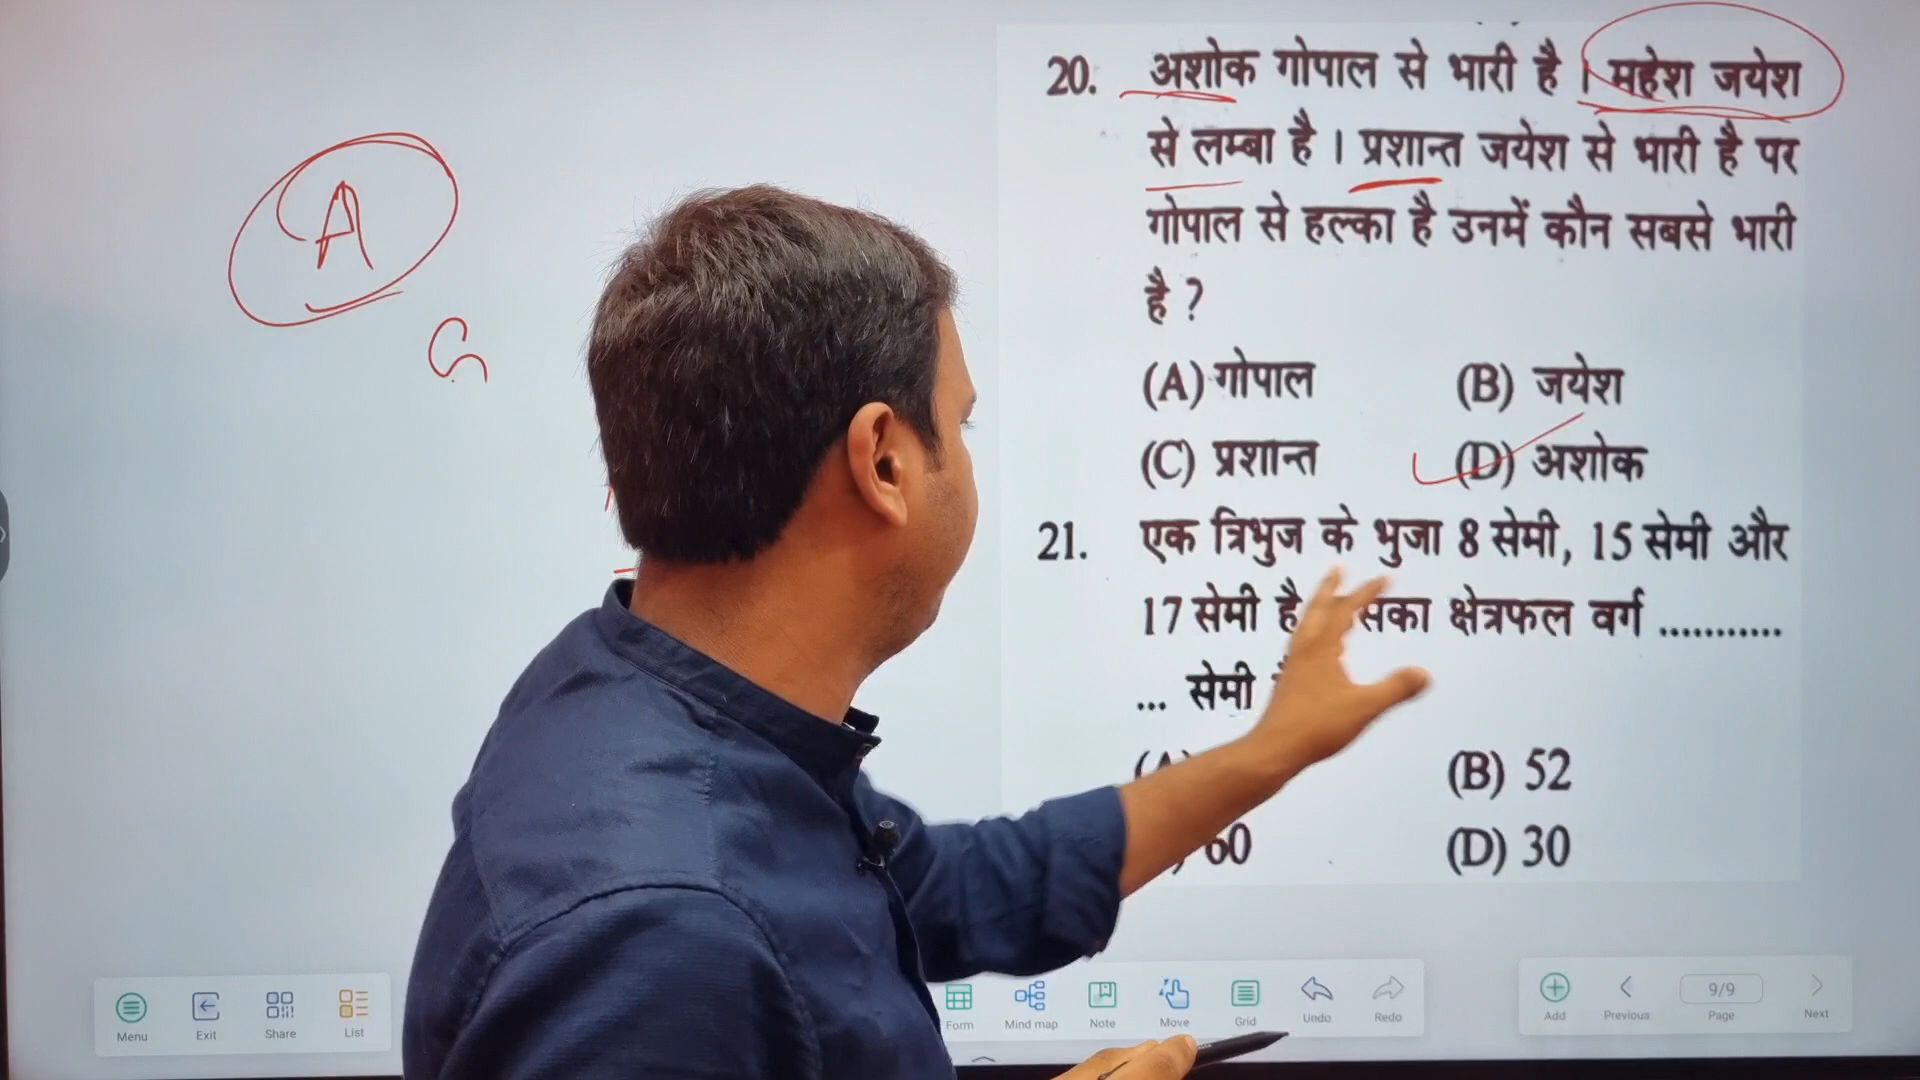 20. अशोक गोपाल से भारी है । महेश जयेश
से लम्बा है । प्रशान्त जयेश से भारी है पर
गोपाल से हल्का है उनमें कौन सबसे भारी
है ?
(A) गोपाल (B) जयेश
(C) प्रशान्त (D) अशोक
21. एक त्रिभुज के भुजा 8 सेमी, 15 सेमी और
17 सेमी है क्षेत्रफल वर्ग ...........
... सेमी
(B) 52
60 (D) 30
A
G
Menu Exit Share List Form Mind map Note Move Grid Undo Redo Add Previous 9/9 Page Next